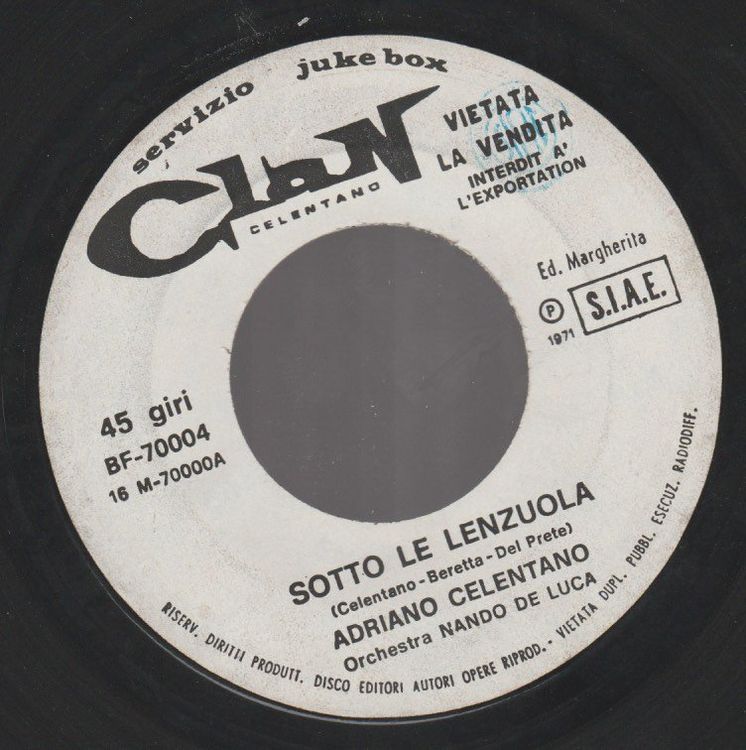 servizio juke box
Clan
CELENTANO
VIETATA
LA VENDITA
INTERDIT A'
L'EXPORTATION
Ed. Margherita
P
1971
S.I.A.E.
45 giri
BF-70004
16 M-70000A
SOTTO LE LENZUOLA
(Celentano-Beretta-Del Prete)
ADRIANO CELENTANO
Orchestra NANDO DE LUCA
RISERV. DIRITTI PRODUTT. DISCO EDITORI AUTORI OPERE RIPROD.- VIETATA DUPL. PUBBL. ESECUZ. RADIODIFF.